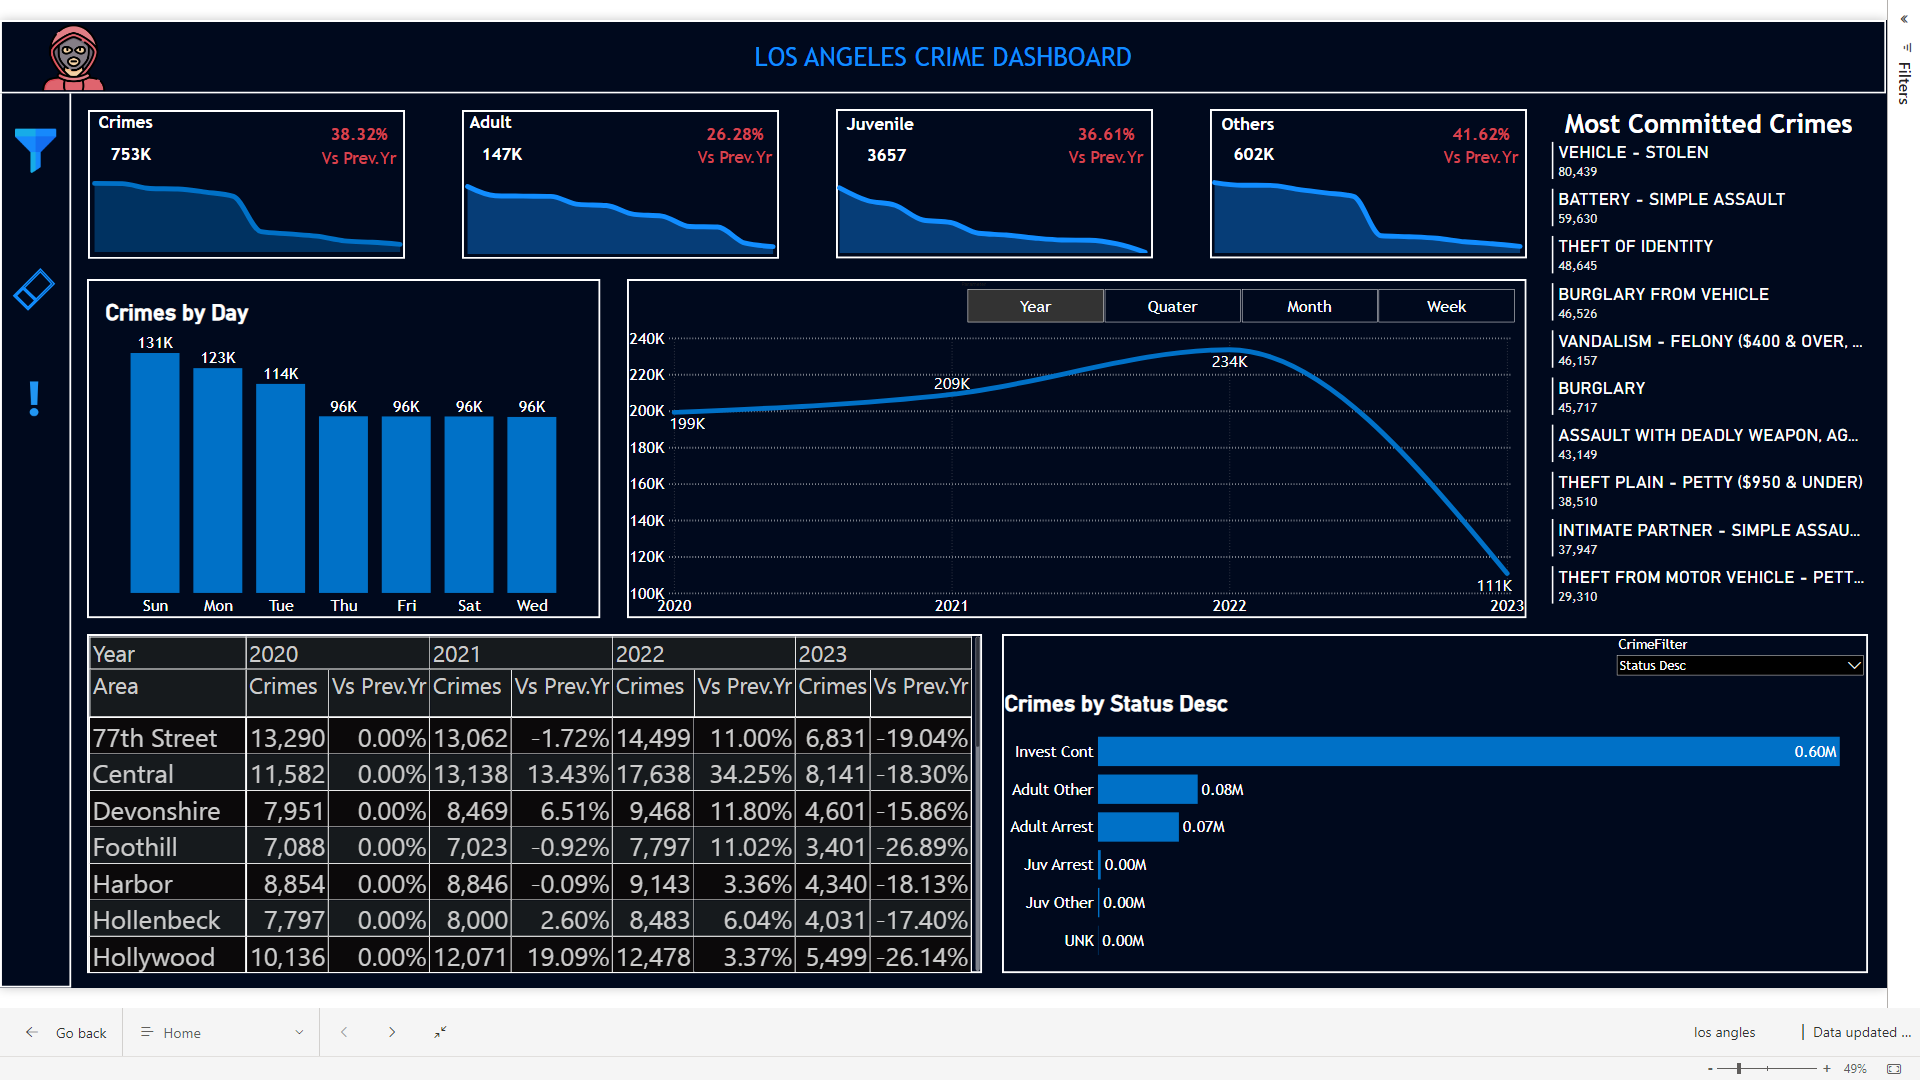 LOS ANGELES CRIME DASHBOARD
«
Filters
Crimes
38.32%
753K
Vs Prev.Yr
Adult
26.28%
147K
Vs Prev.Yr
Juvenile
36.61%
3657
Vs Prev.Yr
Others
41.62%
602K
Vs Prev.Yr
Most Committed Crimes
VEHICLE - STOLEN
80,439
BATTERY - SIMPLE ASSAULT
59,630
THEFT OF IDENTITY
48,645
BURGLARY FROM VEHICLE
46,526
VANDALISM - FELONY ($400 & OVER, ...
46,157
BURGLARY
45,717
ASSAULT WITH DEADLY WEAPON, AG...
43,149
THEFT PLAIN - PETTY ($950 & UNDER)
38,510
INTIMATE PARTNER - SIMPLE ASSAU...
37,947
THEFT FROM MOTOR VEHICLE - PETT...
29,310
Crimes by Day
131K
123K
114K
96K 96K 96K 96K
Sun Mon Tue Thu Fri Sat Wed
Year Quater Month Week
240K
220K
200K
180K
160K
140K
120K
100K
199K
209K
234K
111K
2020 2021 2022 2023
Year 2020 2021 2022 2023
Area Crimes Vs Prev.Yr Crimes Vs Prev.Yr Crimes Vs Prev.Yr Crimes Vs Prev.Yr
77th Street 13,290 0.00% 13,062 -1.72% 14,499 11.00% 6,831 -19.04%
Central 11,582 0.00% 13,138 13.43% 17,638 34.25% 8,141 -18.30%
Devonshire 7,951 0.00% 8,469 6.51% 9,468 11.80% 4,601 -15.86%
Foothill 7,088 0.00% 7,023 -0.92% 7,797 11.02% 3,401 -26.89%
Harbor 8,854 0.00% 8,846 -0.09% 9,143 3.36% 4,340 -18.13%
Hollenbeck 7,797 0.00% 8,000 2.60% 8,483 6.04% 4,031 -17.40%
Hollywood 10,136 0.00% 12,071 19.09% 12,478 3.37% 5,499 -26.14%
CrimeFilter
Status Desc
Crimes by Status Desc
Invest Cont 0.60M
Adult Other 0.08M
Adult Arrest 0.07M
Juv Arrest 0.00M
Juv Other 0.00M
UNK 0.00M
Go back Home los angles | Data updated ...
- + 49%